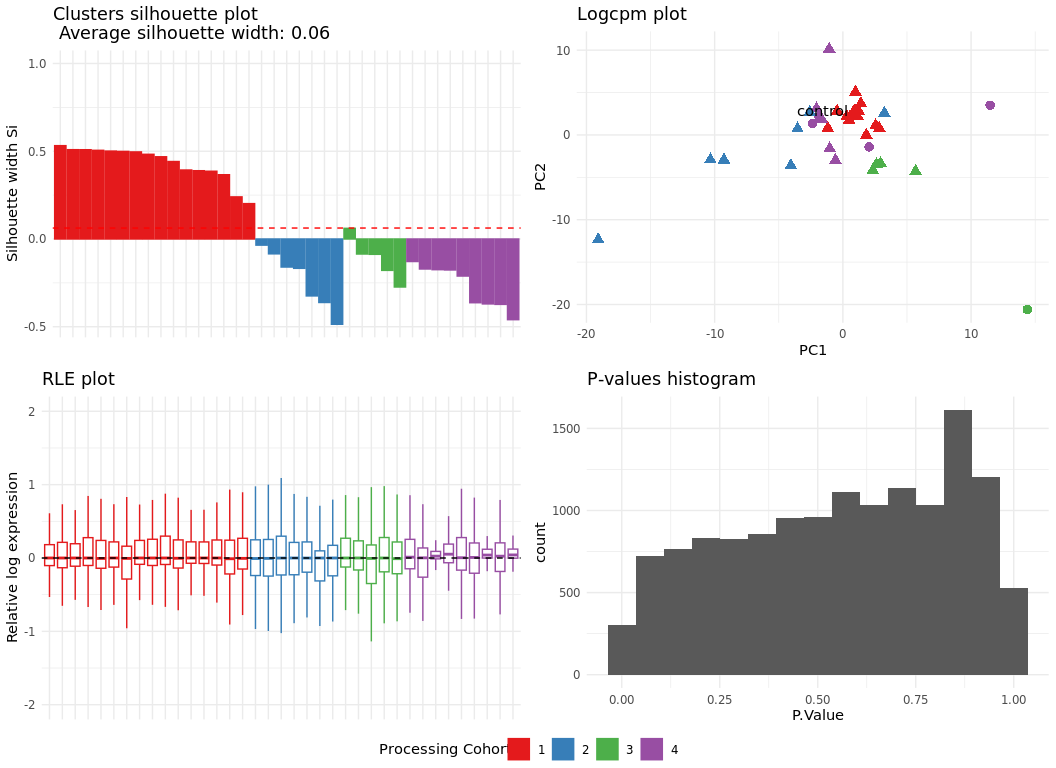 Clusters silhouette plot
Average silhouette width: 0.06
Silhouette width Si
1.0
0.5
0.0
-0.5
Logcpm plot
PC2
10
0
-10
-20
control
-20
-10
0
10
PC1
RLE plot
Relative log expression
2
1
0
-1
-2
P-values histogram
count
1500
1000
500
0
0.00
0.25
0.50
0.75
1.00
P.Value
Processing Cohort
1
2
3
4